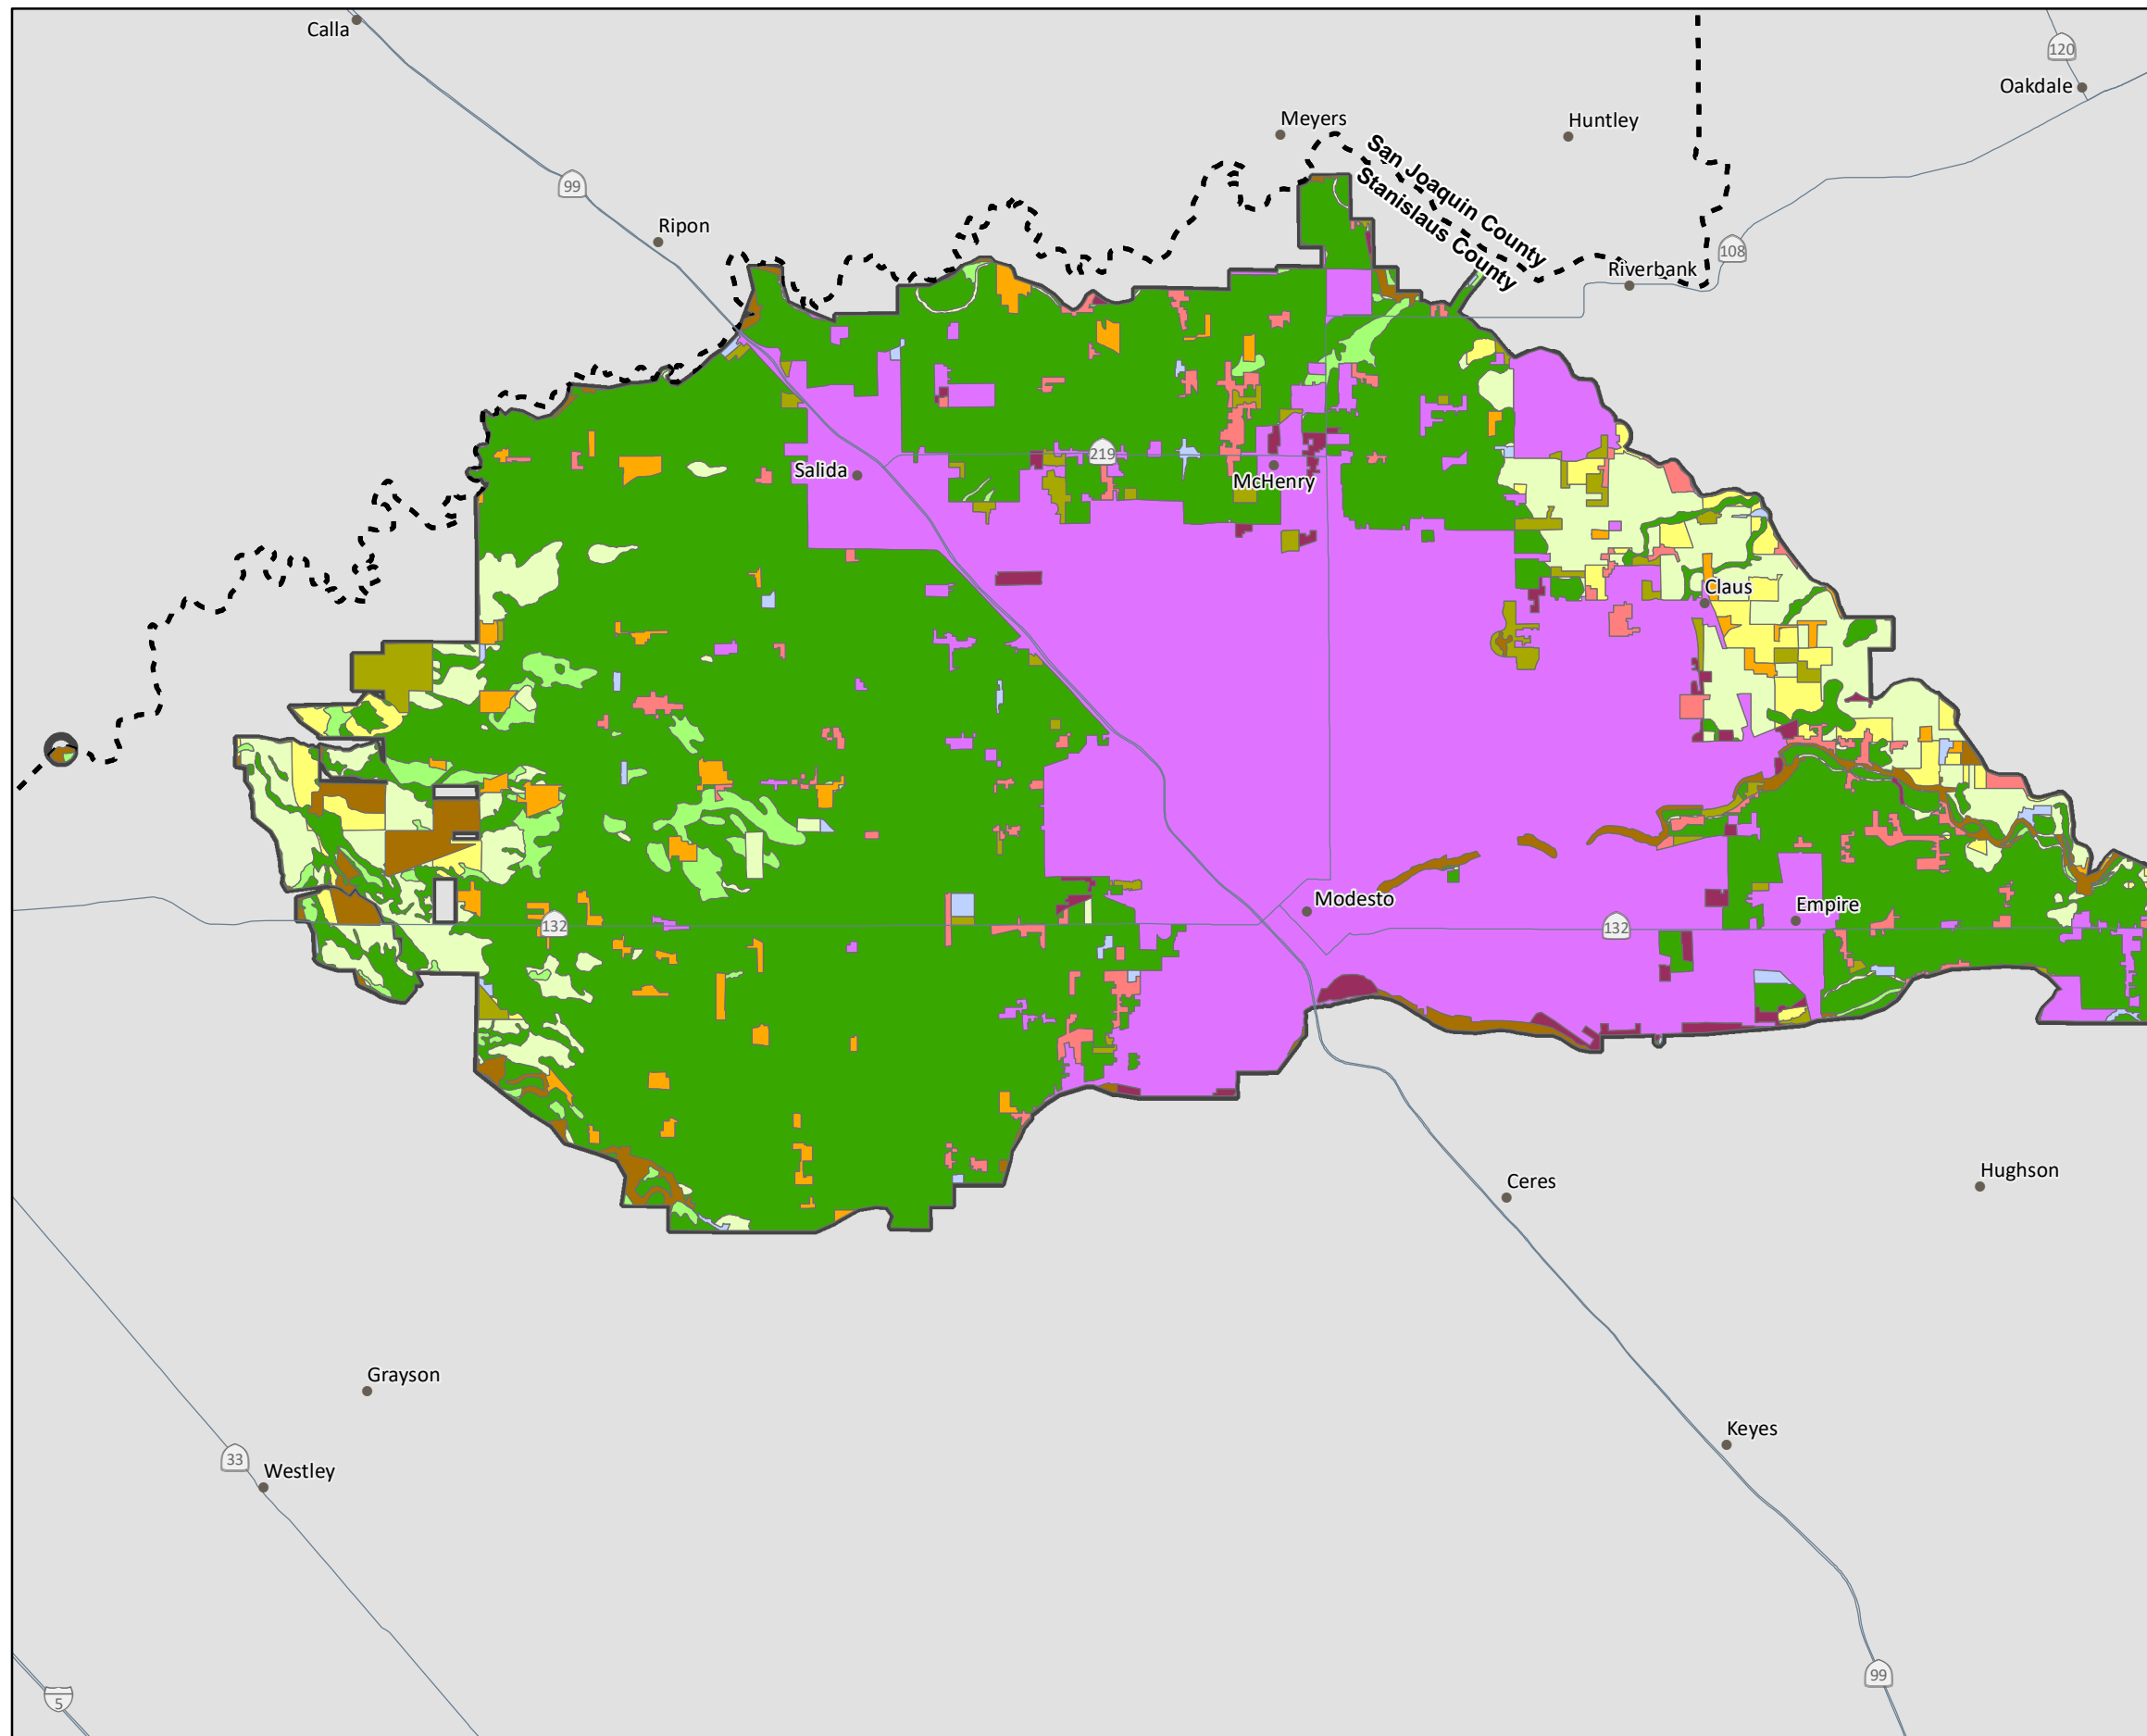 Calla
120
Oakdale
Meyers
Huntley
San Joaquin County
Stanislaus County
99
Ripon
108
Riverbank
219
Salida
McHenry
Claus
Modesto
Empire
132
132
Ceres
Hughson
Grayson
Keyes
33
Westley
99
5